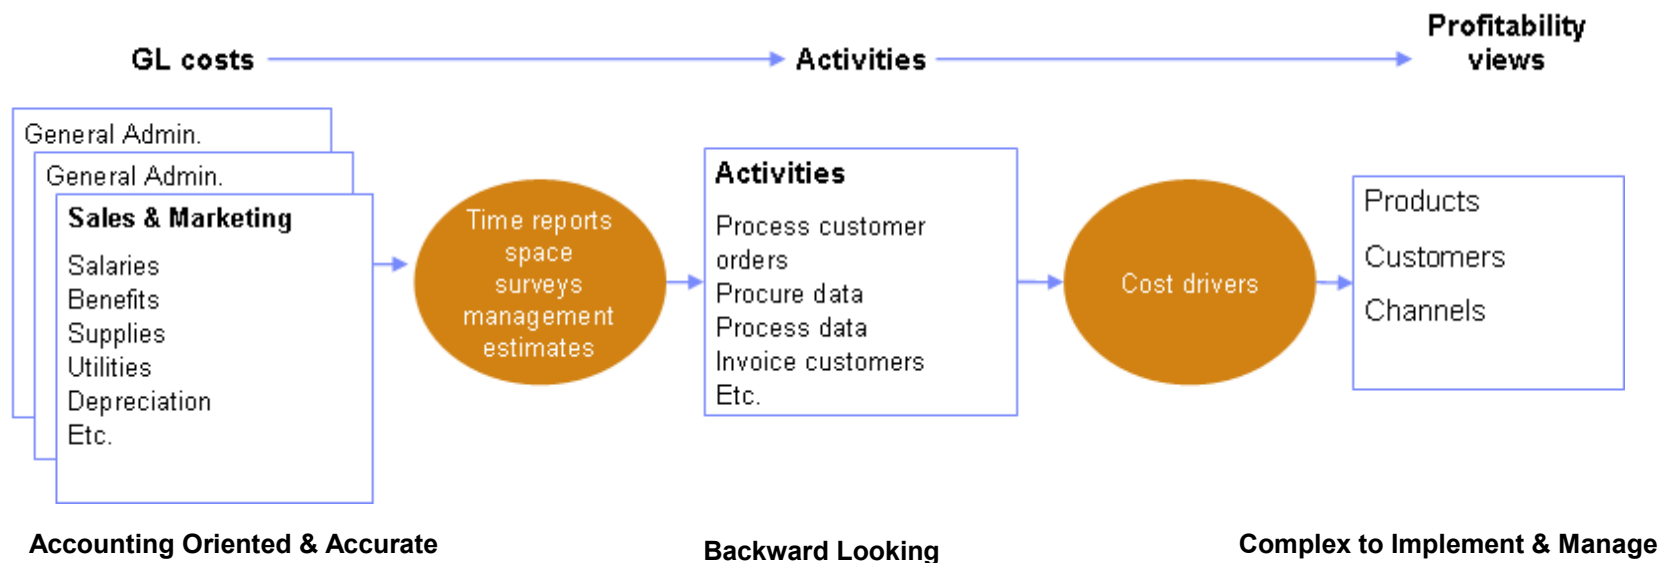 GL costs
Activities
Profitability
views
General Admin.
General Admin.
Sales & Marketing
Salaries
Benefits
Supplies
Utilities
Depreciation
Etc.
Time reports
space
surveys
management
estimates
Activities
Process customer
orders
Procure data
Process data
Invoice customers
Etc.
Cost drivers
Products
Customers
Channels
Accounting Oriented & Accurate
Backward Looking
Complex to Implement & Manage